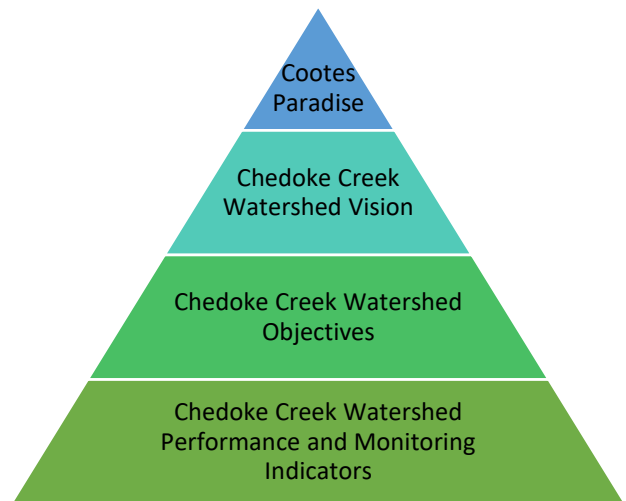 Cootes
Paradise
Chedoke Creek
Watershed Vision
Chedoke Creek Watershed
Objectives
Chedoke Creek Watershed
Performance and Monitoring
Indicators